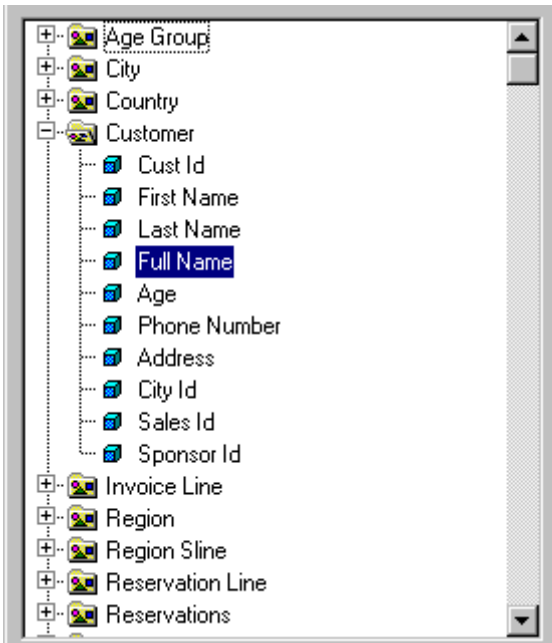 Age Group
City
Country
Customer
Cust Id
First Name
Last Name
Full Name
Age
Phone Number
Address
City Id
Sales Id
Sponsor Id
Invoice Line
Region
Region Sline
Reservation Line
Reservations